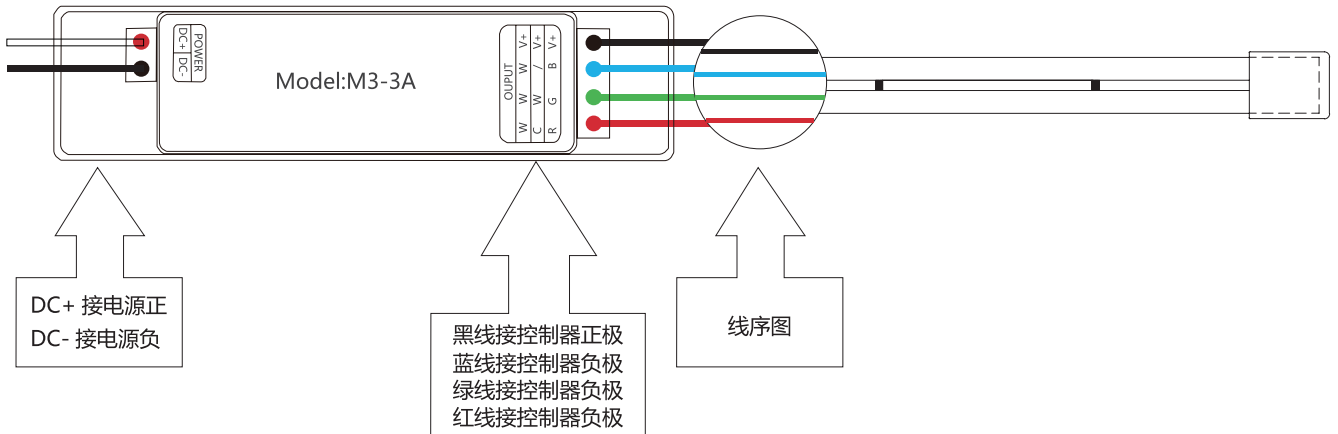 POWER
DC+ DC-
Model:M3-3A
OUPUT
W W W V+
C W / V+
R G B V+
DC+ 接电源正
DC- 接电源负
黑线接控制器正极
蓝线接控制器负极
绿线接控制器负极
红线接控制器负极
线序图